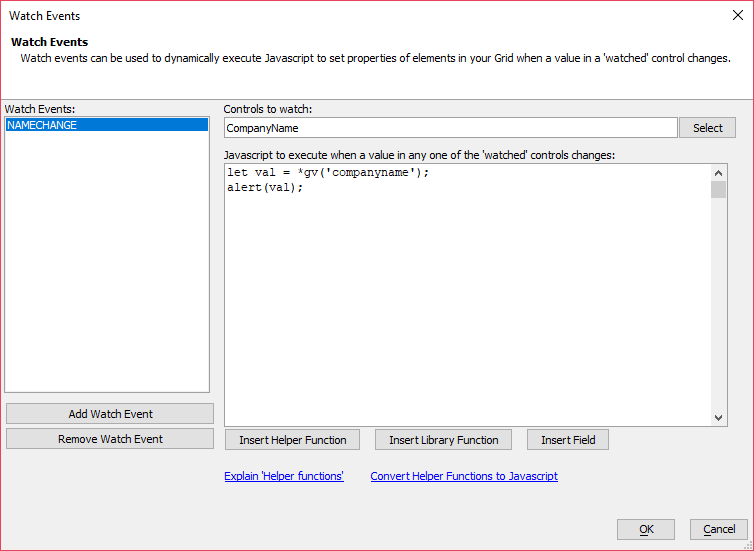 Watch Events
Watch Events
Watch events can be used to dynamically execute Javascript to set properties of elements in your Grid when a value in a 'watched' control changes.
Watch Events:
NAMECHANGE
Add Watch Event
Remove Watch Event
Controls to watch:
CompanyName
Select
Javascript to execute when a value in any one of the 'watched' controls changes:
let val = *gv('companyname');
alert(val);
Insert Helper Function
Insert Library Function
Insert Field
Explain 'Helper functions'
Convert Helper Functions to Javascript
OK
Cancel